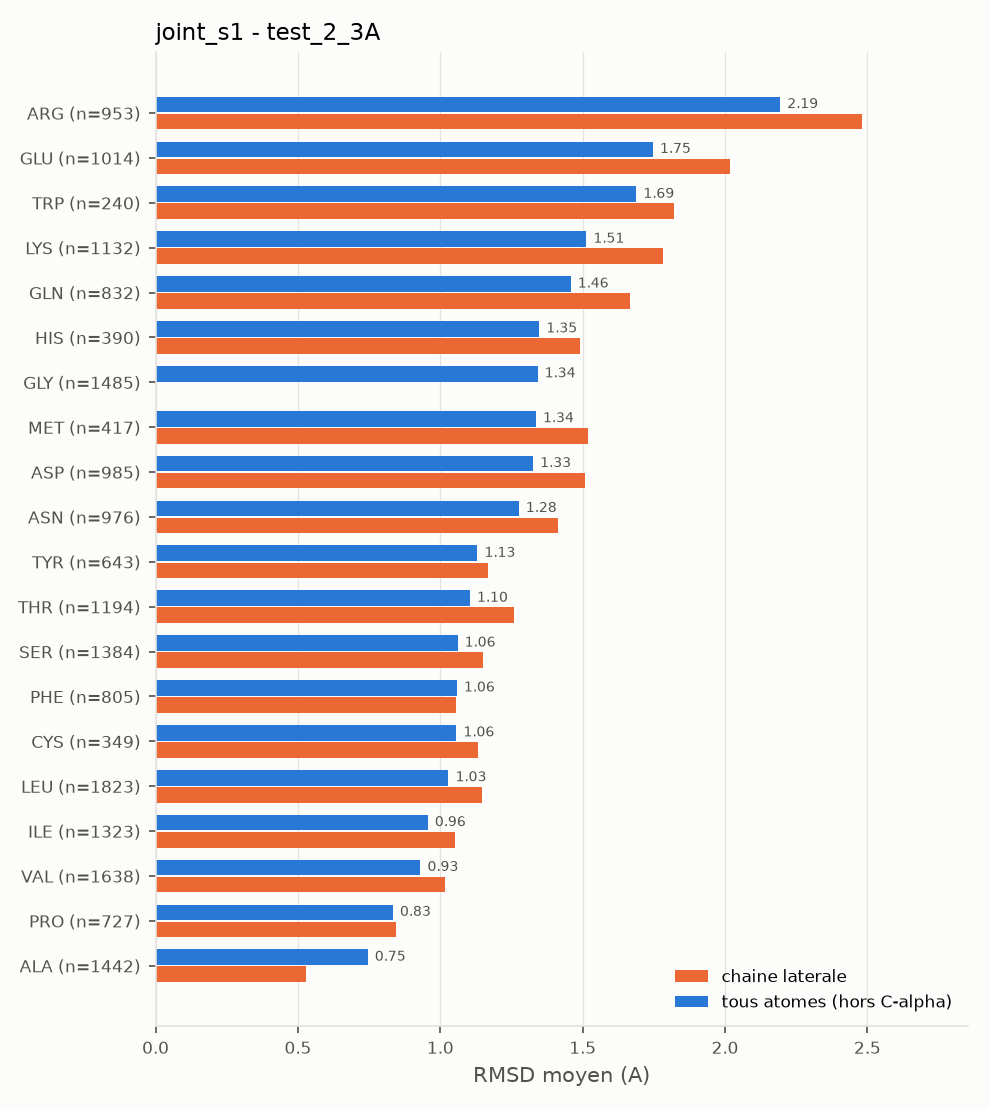 joint_s1 - test_2_3A
ARG (n=953) 2.19
GLU (n=1014) 1.75
TRP (n=240) 1.69
LYS (n=1132) 1.51
GLN (n=832) 1.46
HIS (n=390) 1.35
GLY (n=1485) 1.34
MET (n=417) 1.34
ASP (n=985) 1.33
ASN (n=976) 1.28
TYR (n=643) 1.13
THR (n=1194) 1.10
SER (n=1384) 1.06
PHE (n=805) 1.06
CYS (n=349) 1.06
LEU (n=1823) 1.03
ILE (n=1323) 0.96
VAL (n=1638) 0.93
PRO (n=727) 0.83
ALA (n=1442) 0.75
chaine laterale
tous atomes (hors C-alpha)
0.0 0.5 1.0 1.5 2.0 2.5
RMSD moyen (A)